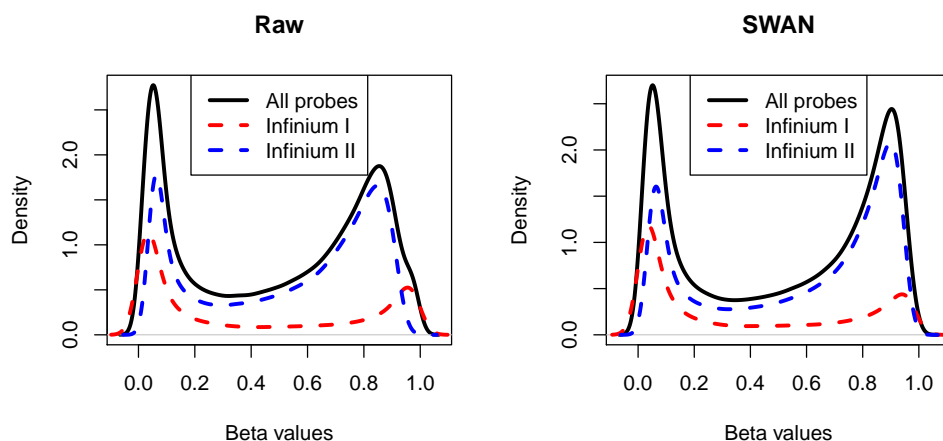 Raw
Density
0.0 1.0 2.0
All probes
Infinium I
Infinium II
0.0 0.2 0.4 0.6 0.8 1.0
Beta values
SWAN
Density
0.0 1.0 2.0
All probes
Infinium I
Infinium II
0.0 0.2 0.4 0.6 0.8 1.0
Beta values